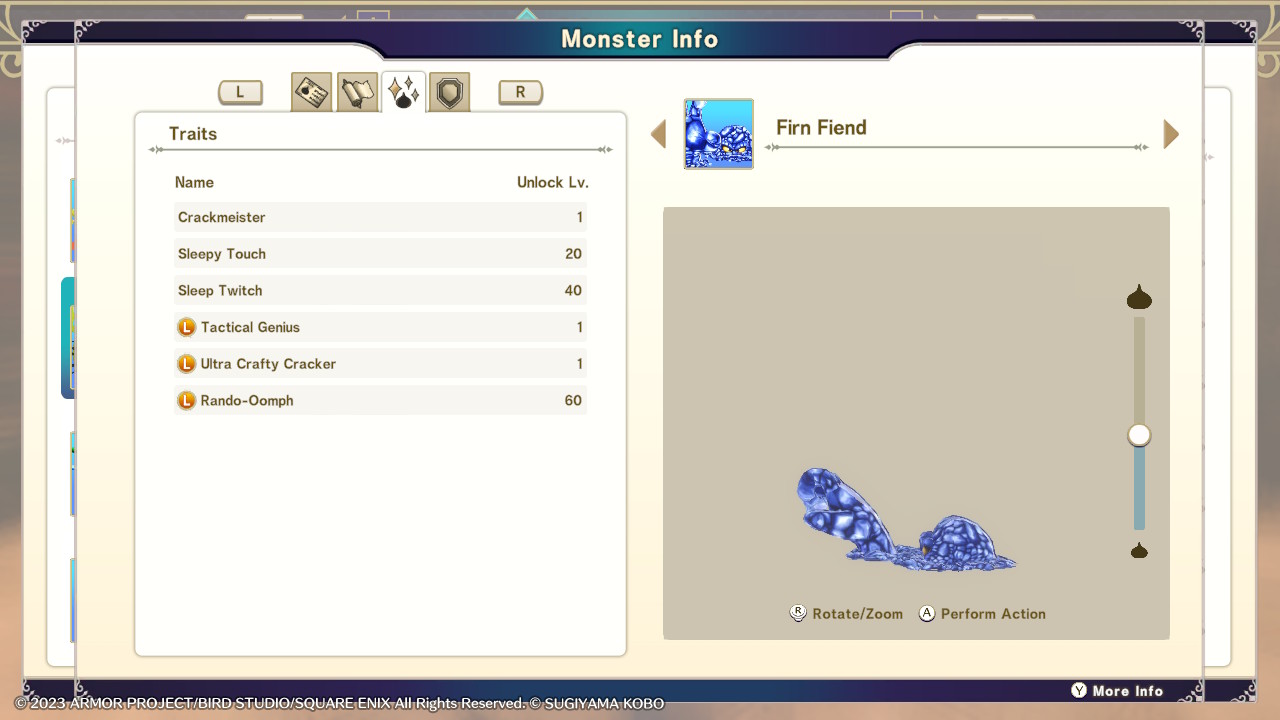 Monster Info
L
R
Traits
Name Unlock Lv.
Crackmeister 1
Sleepy Touch 20
Sleep Twitch 40
L Tactical Genius 1
L Ultra Crafty Cracker 1
L Rando-Oomph 60
Firn Fiend
R Rotate/Zoom A Perform Action
Y More Info
© 2023 ARMOR PROJECT/BIRD STUDIO/SQUARE ENIX All Rights Reserved. © SUGIYAMA KOBO